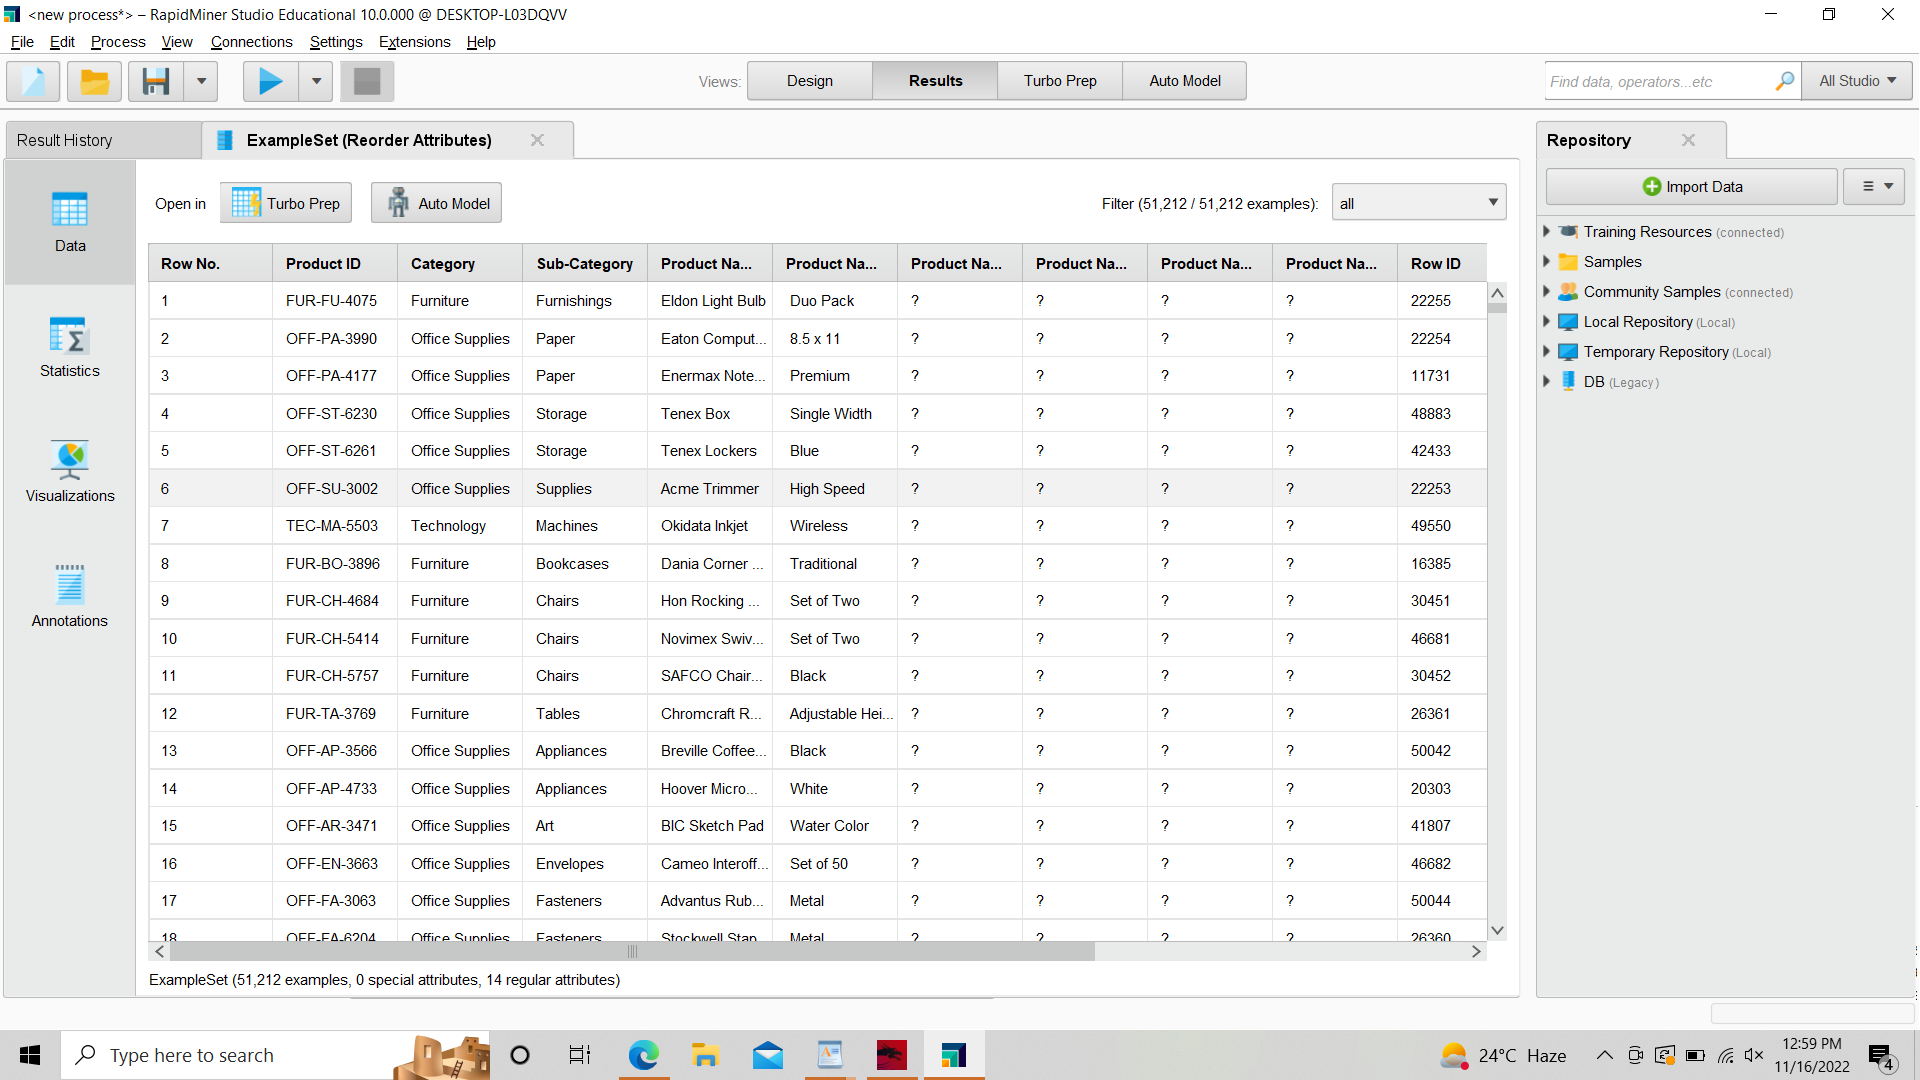 <new process*> – RapidMiner Studio Educational 10.0.000 @ DESKTOP-L03DQVV
File Edit Process View Connections Settings Extensions Help
Views: Design Results Turbo Prep Auto Model
Find data, operators...etc All Studio
Result History ExampleSet (Reorder Attributes) Repository
Open in Turbo Prep Auto Model Filter (51,212 / 51,212 examples): all
Import Data
Data
Statistics
Visualizations
Annotations
Row No. Product ID Category Sub-Category Product Na... Product Na... Product Na... Product Na... Product Na... Product Na... Row ID
1 FUR-FU-4075 Furniture Furnishings Eldon Light Bulb Duo Pack ? ? ? ? 22255
2 OFF-PA-3990 Office Supplies Paper Eaton Comput... 8.5 x 11 ? ? ? ? 22254
3 OFF-PA-4177 Office Supplies Paper Enermax Note... Premium ? ? ? ? 11731
4 OFF-ST-6230 Office Supplies Storage Tenex Box Single Width ? ? ? ? 48883
5 OFF-ST-6261 Office Supplies Storage Tenex Lockers Blue ? ? ? ? 42433
6 OFF-SU-3002 Office Supplies Supplies Acme Trimmer High Speed ? ? ? ? 22253
7 TEC-MA-5503 Technology Machines Okidata Inkjet Wireless ? ? ? ? 49550
8 FUR-BO-3896 Furniture Bookcases Dania Corner ... Traditional ? ? ? ? 16385
9 FUR-CH-4684 Furniture Chairs Hon Rocking ... Set of Two ? ? ? ? 30451
10 FUR-CH-5414 Furniture Chairs Novimex Swiv... Set of Two ? ? ? ? 46681
11 FUR-CH-5757 Furniture Chairs SAFCO Chair... Black ? ? ? ? 30452
12 FUR-TA-3769 Furniture Tables Chromcraft R... Adjustable Hei... ? ? ? ? 26361
13 OFF-AP-3566 Office Supplies Appliances Breville Coffee... Black ? ? ? ? 50042
14 OFF-AP-4733 Office Supplies Appliances Hoover Micro... White ? ? ? ? 20303
15 OFF-AR-3471 Office Supplies Art BIC Sketch Pad Water Color ? ? ? ? 41807
16 OFF-EN-3663 Office Supplies Envelopes Cameo Interoff... Set of 50 ? ? ? ? 46682
17 OFF-FA-3063 Office Supplies Fasteners Advantus Rub... Metal ? ? ? ? 50044
18 OFF-FA-6204 Office Supplies Fasteners Stockwell Stap... Metal ? ? ? ? 26360
ExampleSet (51,212 examples, 0 special attributes, 14 regular attributes)
Training Resources (connected)
Samples
Community Samples (connected)
Local Repository (Local)
Temporary Repository (Local)
DB (Legacy)
Type here to search 24°C Haze 12:59 PM
11/16/2022 4